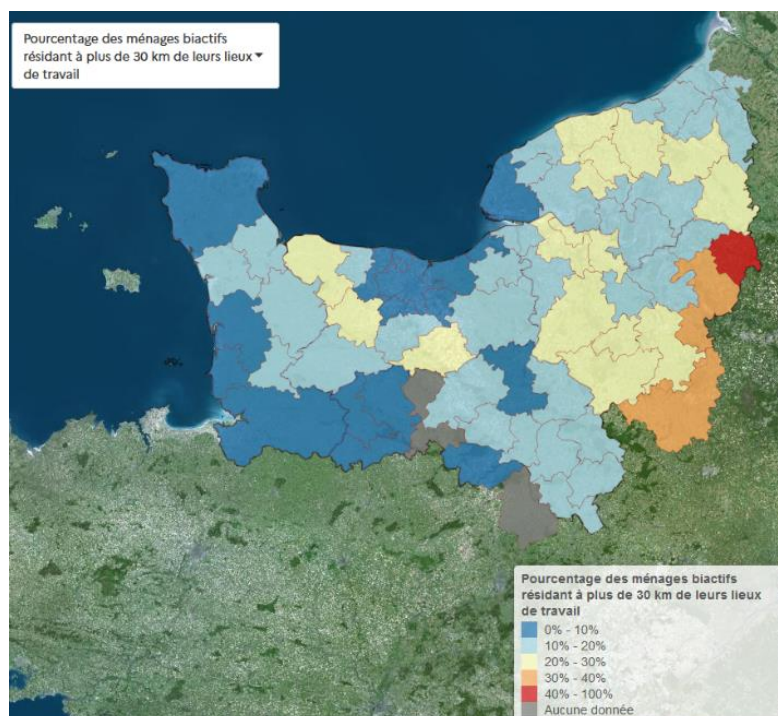 Pourcentage des ménages biactifs
résidant à plus de 30 km de leurs lieux
de travail
Pourcentage des ménages biactifs
résidant à plus de 30 km de leurs lieux
de travail
0% - 10%
10% - 20%
20% - 30%
30% - 40%
40% - 100%
Aucune donnée